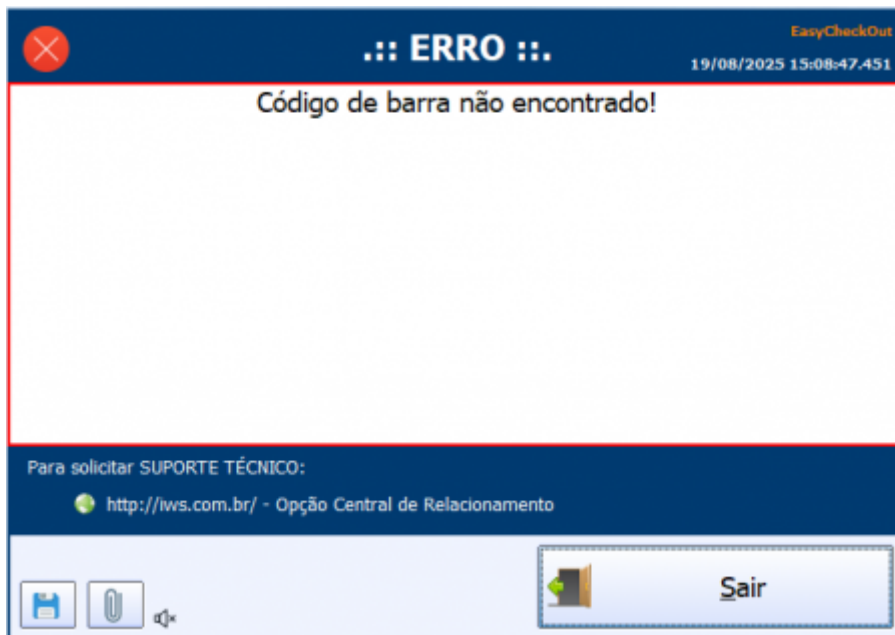 EasyCheckOut
.:: ERRO ::.
19/08/2025 15:08:47.451
Código de barra não encontrado!
Para solicitar SUPORTE TÉCNICO:
http://iws.com.br/ - Opção Central de Relacionamento
Sair